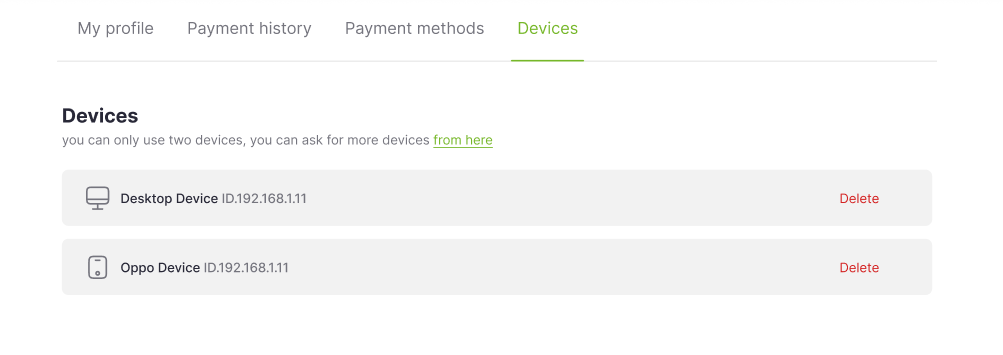 My profile Payment history Payment methods Devices
Devices
you can only use two devices, you can ask for more devices from here
Desktop Device ID.192.168.1.11 Delete
Oppo Device ID.192.168.1.11 Delete